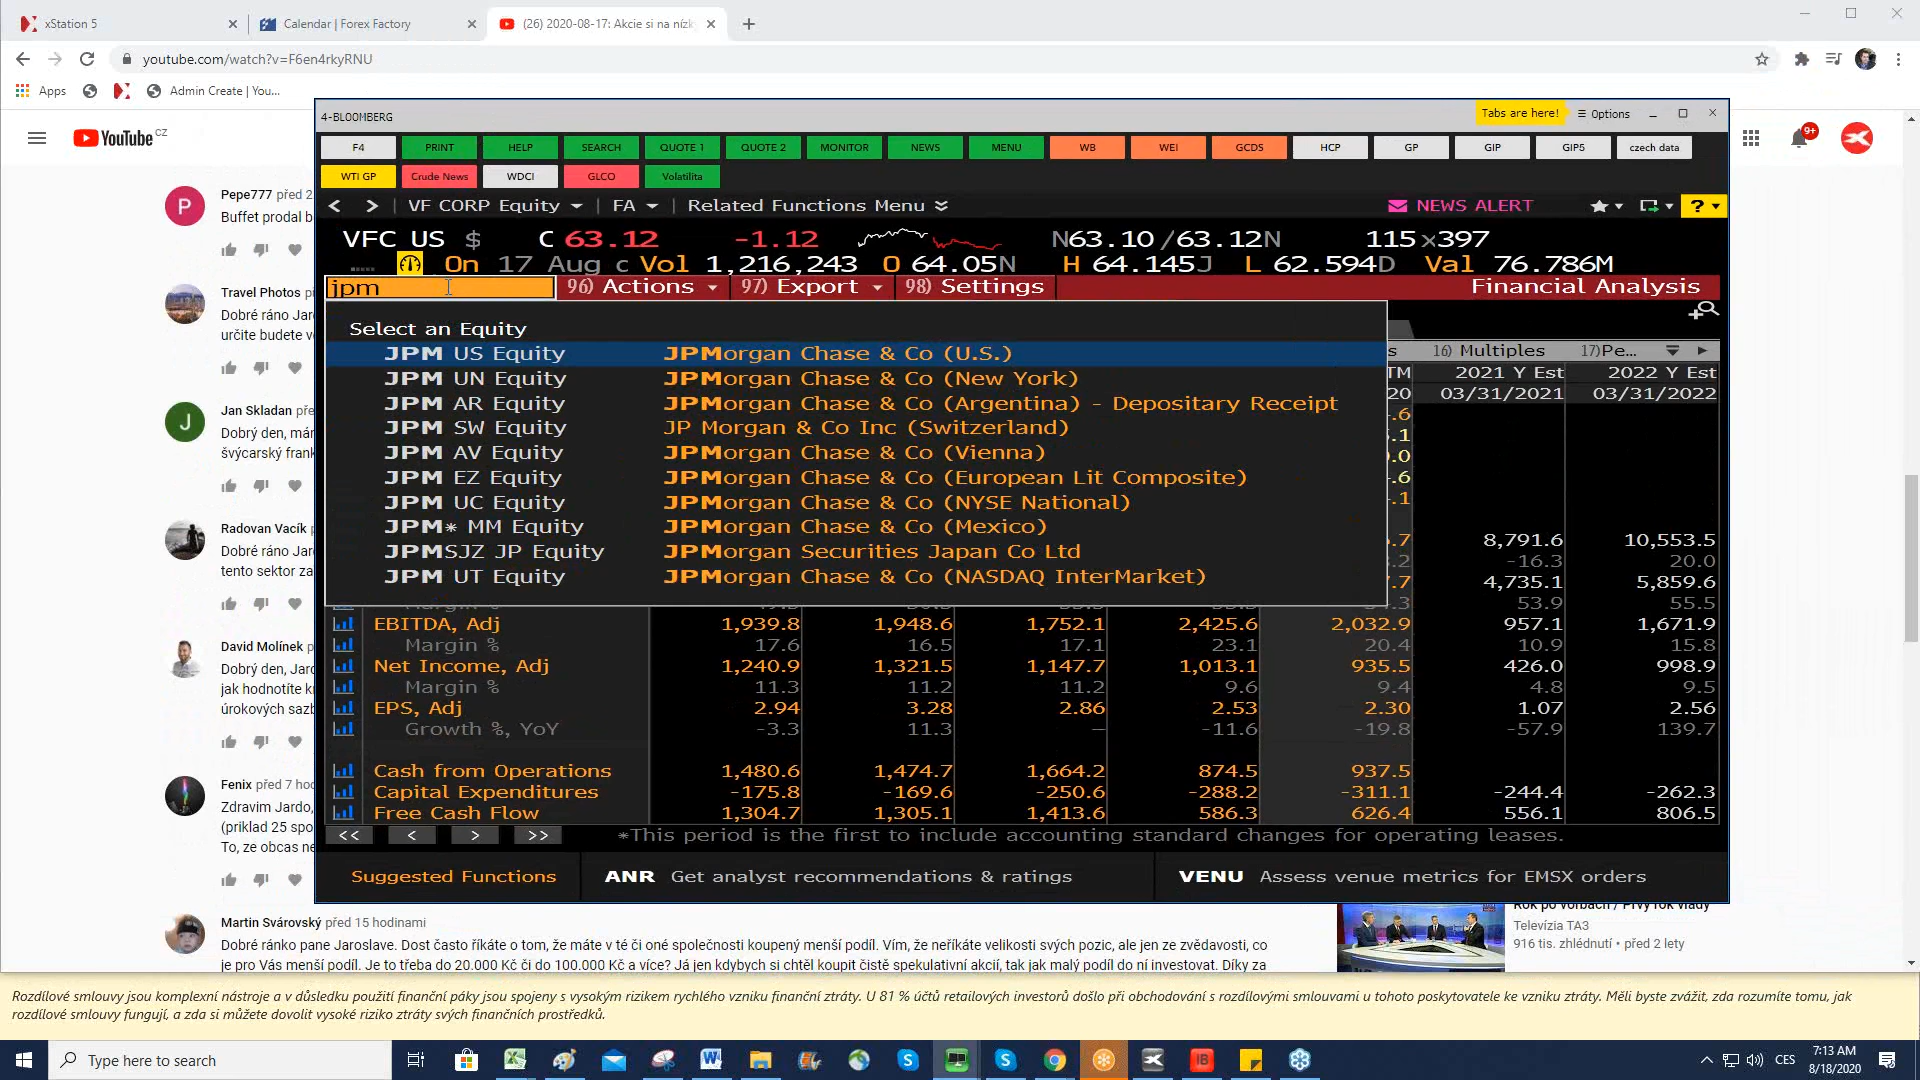 xStation 5
Calendar | Forex Factory
(26) 2020-08-17: Akcie si na nízk
youtube.com/watch?v=F6en4rkyRNU
Apps
Admin Create | You...
YouTube CZ
9+
Pepe777 před 2
Buffet prodal b
Travel Photos
Dobré ráno Jar
určite budete v
Jan Skladan pře
Dobrý den, mám
švýcarský frank
Radovan Vacík
Dobré ráno Jar
tento sektor za
David Molínek p
Dobrý den, Jaro
jak hodnotíte k
úrokových sazb
Fenix před 7 hod
Zdravim Jardo,
(priklad 25 spo
To, ze obcas ne
Martin Svárovský před 15 hodinami
Dobré ránko pane Jaroslave. Dost často říkáte o tom, že máte v té či oné společnosti koupený menší podíl. Vím, že neříkáte velikosti svých pozic, ale jen ze zvědavosti, co
je pro Vás menší podíl. Je to třeba do 20.000 Kč či do 100.000 Kč a více? Já jen kdybych si chtěl koupit čistě spekulativní akcií, tak jak malý podíl do ní investovat. Díky za
4-BLOOMBERG
Tabs are here! Options
F4 PRINT HELP SEARCH QUOTE 1 QUOTE 2 MONITOR NEWS MENU WB WEI GCDS HCP GP GIP GIP5 czech data
WTI GP Crude News WDCI GLCO Volatilita
VF CORP Equity FA Related Functions Menu NEWS ALERT ?
VFC US $ C 63.12 -1.12 N63.10/63.12N 115x397
On 17 Aug c Vol 1,216,243 O 64.05N H 64.145J L 62.594D Val 76.786M
jpm 96) Actions 97) Export 98) Settings Financial Analysis
Select an Equity
JPM US Equity JPMorgan Chase & Co (U.S.)
JPM UN Equity JPMorgan Chase & Co (New York)
JPM AR Equity JPMorgan Chase & Co (Argentina) - Depositary Receipt
JPM SW Equity JP Morgan & Co Inc (Switzerland)
JPM AV Equity JPMorgan Chase & Co (Vienna)
JPM EZ Equity JPMorgan Chase & Co (European Lit Composite)
JPM UC Equity JPMorgan Chase & Co (NYSE National)
JPM* MM Equity JPMorgan Chase & Co (Mexico)
JPMSJZ JP Equity JPMorgan Securities Japan Co Ltd
JPM UT Equity JPMorgan Chase & Co (NASDAQ InterMarket)
s 16) Multiples 17)Pe...
TM 2021 Y Est 2022 Y Est
20 03/31/2021 03/31/2022
.6
5.1
.0
.6
.1
.7 8,791.6 10,553.5
.2 -16.3 20.0
.7 4,735.1 5,859.6
.3 53.9 55.5
EBITDA, Adj 1,939.8 1,948.6 1,752.1 2,425.6 2,032.9 957.1 1,671.9
Margin % 17.6 16.5 17.1 23.1 20.4 10.9 15.8
Net Income, Adj 1,240.9 1,321.5 1,147.7 1,013.1 935.5 426.0 998.9
Margin % 11.3 11.2 11.2 9.6 9.4 4.8 9.5
EPS, Adj 2.94 3.28 2.86 2.53 2.30 1.07 2.56
Growth %, YoY -3.3 11.3 — -11.6 -19.8 -57.9 139.7
Cash from Operations 1,480.6 1,474.7 1,664.2 874.5 937.5
Capital Expenditures -175.8 -169.6 -250.6 -288.2 -311.1 -244.4 -262.3
Free Cash Flow 1,304.7 1,305.1 1,413.6 586.3 626.4 556.1 806.5
<< < > >> *This period is the first to include accounting standard changes for operating leases.
Suggested Functions ANR Get analyst recommendations & ratings VENU Assess venue metrics for EMSX orders
Rok po voľbách / Prvý rok vlády
Televízia TA3
916 tis. zhlédnutí • před 2 lety
Rozdílové smlouvy jsou komplexní nástroje a v důsledku použití finanční páky jsou spojeny s vysokým rizikem rychlého vzniku finanční ztráty. U 81 % účtů retailových investorů došlo při obchodování s rozdílovými smlouvami u tohoto poskytovatele ke vzniku ztráty. Měli byste zvážit, zda rozumíte tomu, jak
rozdílové smlouvy fungují, a zda si můžete dovolit vysoké riziko ztráty svých finančních prostředků.
Type here to search
CES
7:13 AM
8/18/2020